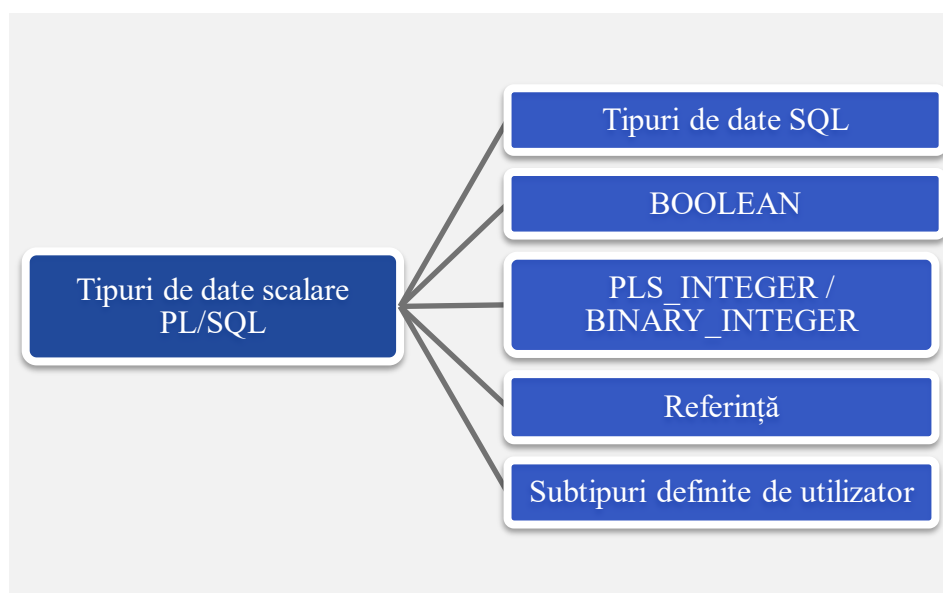 Tipuri de date scalare
PL/SQL
Tipuri de date SQL
BOOLEAN
PLS_INTEGER /
BINARY_INTEGER
Referință
Subtipuri definite de utilizator